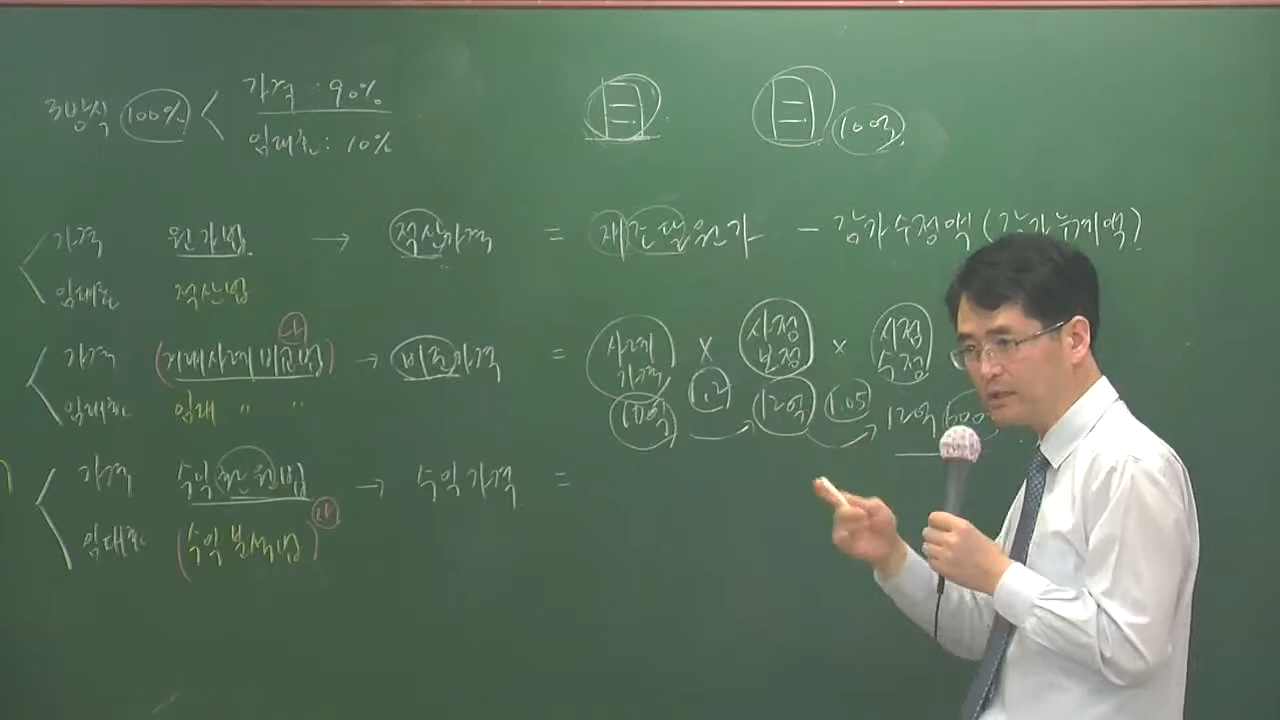 3방식 100% < 가격 : 90%
임대료 : 10%
10억
가격 원가법 → 적산가격 = 재조달원가 - 감가수정액 (감가누계액)
임대료 적산법
가격 (거래사례비교법) → 비준가격 = 사례가격 × 사정보정 × 시점수정
임대료 임대 〃 〃
10억 1.2 12억 1.05 12억 6000
가격 수익환원법 → 수익가격 =
임대료 (수익분석법)